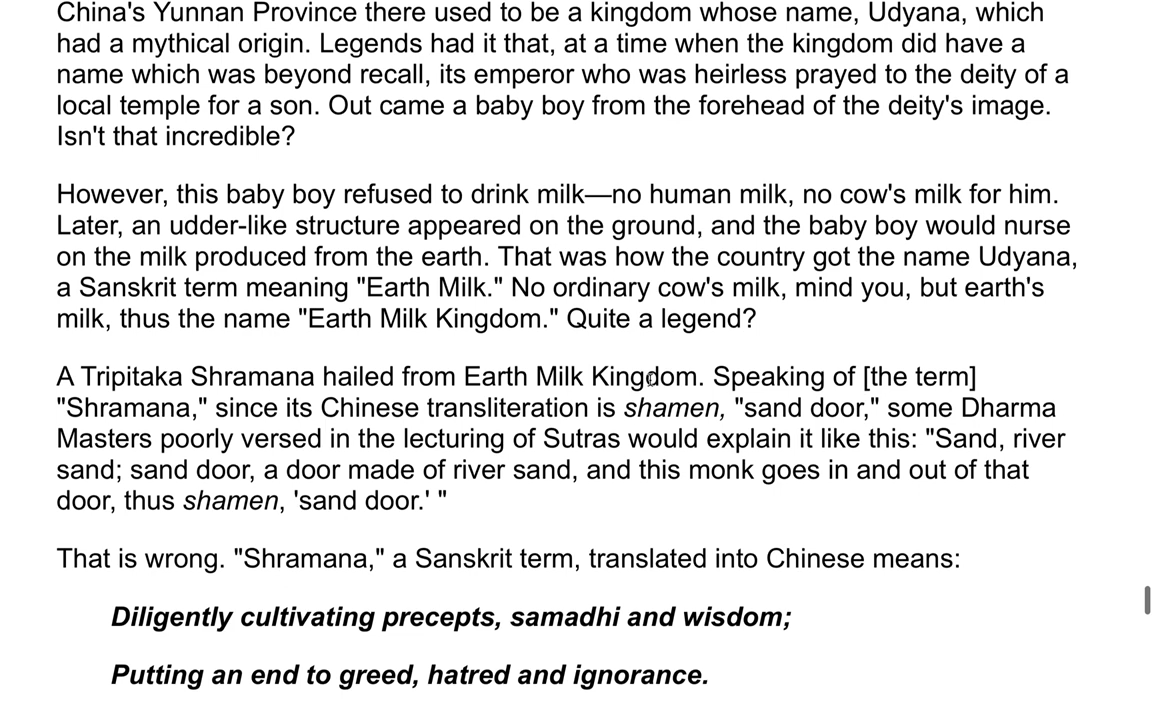 China's Yunnan Province there used to be a kingdom whose name, Udyana, which
had a mythical origin. Legends had it that, at a time when the kingdom did have a
name which was beyond recall, its emperor who was heirless prayed to the deity of a
local temple for a son. Out came a baby boy from the forehead of the deity's image.
Isn't that incredible?
However, this baby boy refused to drink milk—no human milk, no cow's milk for him.
Later, an udder-like structure appeared on the ground, and the baby boy would nurse
on the milk produced from the earth. That was how the country got the name Udyana,
a Sanskrit term meaning "Earth Milk." No ordinary cow's milk, mind you, but earth's
milk, thus the name "Earth Milk Kingdom." Quite a legend?
A Tripitaka Shramana hailed from Earth Milk Kingdom. Speaking of [the term]
"Shramana," since its Chinese transliteration is shamen, "sand door," some Dharma
Masters poorly versed in the lecturing of Sutras would explain it like this: "Sand, river
sand; sand door, a door made of river sand, and this monk goes in and out of that
door, thus shamen, 'sand door.' "
That is wrong. "Shramana," a Sanskrit term, translated into Chinese means:
Diligently cultivating precepts, samadhi and wisdom;
Putting an end to greed, hatred and ignorance.